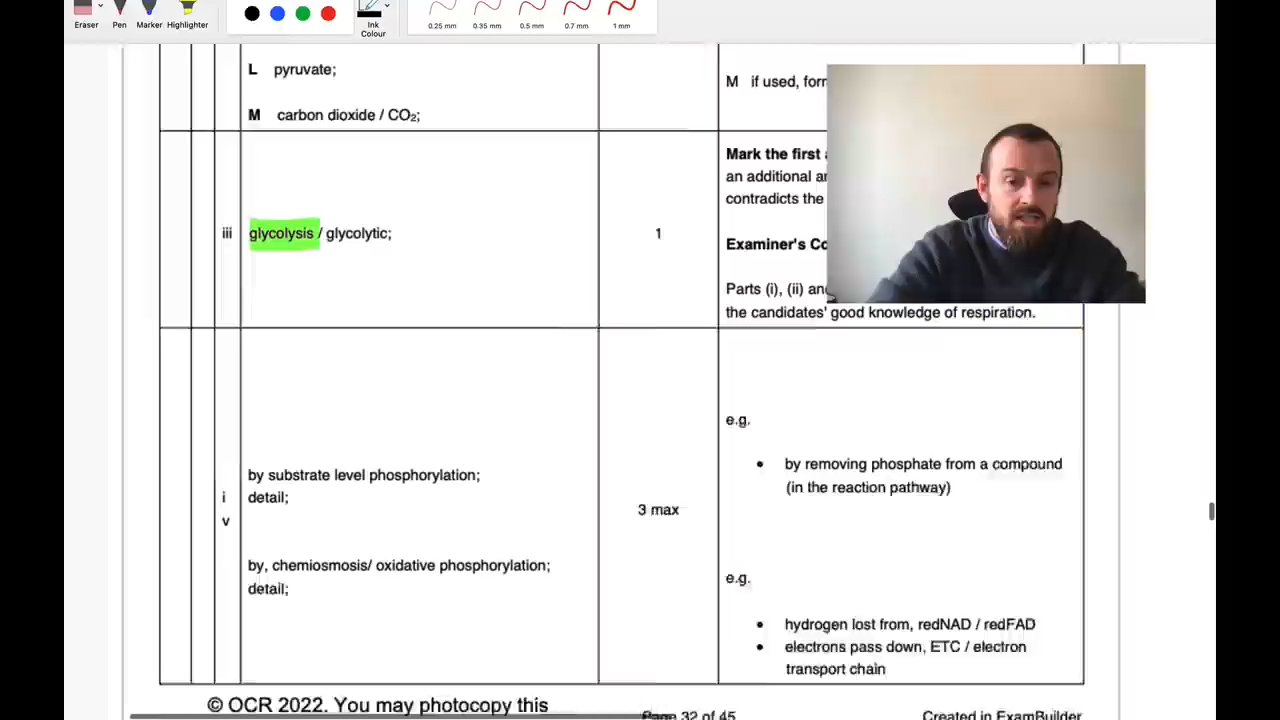 Eraser
Pen
Marker
Highlighter
Ink
Colour
0.25 mm
0.35 mm
0.5 mm
0.7 mm
1 mm
L pyruvate;
M carbon dioxide / CO₂;
M if used, form
iii
glycolysis / glycolytic;
1
Mark the first
an additional
contradicts the
Examiner's
Parts (i), (ii)
the candidates' good knowledge of respiration.
i
v
by substrate level phosphorylation;
detail;
by, chemiosmosis/ oxidative phosphorylation;
detail;
3 max
e.g.
• by removing phosphate from a compound
(in the reaction pathway)
e.g.
• hydrogen lost from, redNAD / redFAD
• electrons pass down, ETC / electron
transport chain
© OCR 2022. You may photocopy this
Page 32 of 45
Created in ExamBuilder